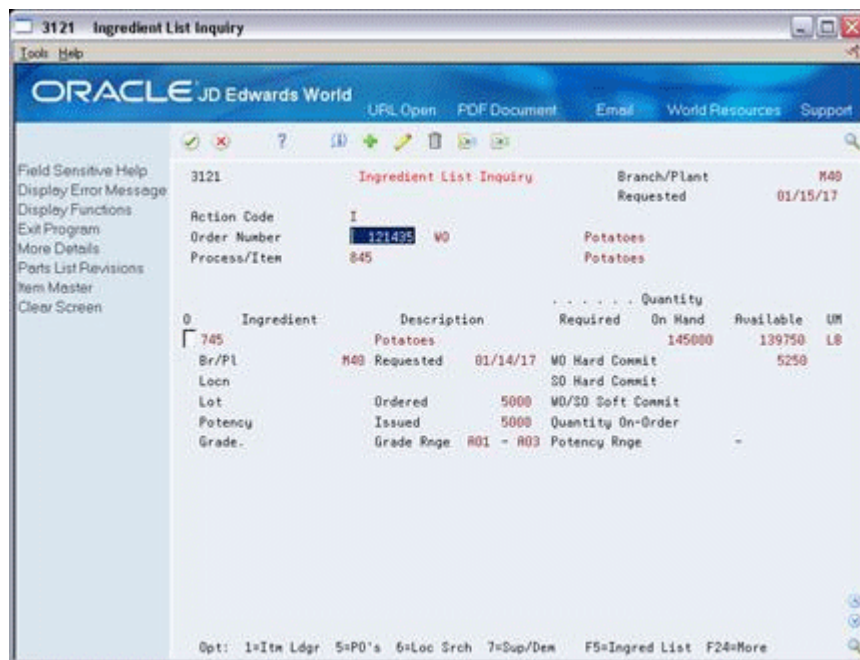 3121 Ingredient List Inquiry
Tools Help
ORACLE JD Edwards World
URL Open PDF Document Email World Resources Support
Field Sensitive Help
Display Error Message
Display Functions
Exit Program
More Details
Parts List Revisions
Item Master
Clear Screen
3121 Ingredient List Inquiry Branch/Plant M40
Requested 01/15/17
Action Code I
Order Number 121435 WO Potatoes
Process/Item 845 Potatoes
. . . . . . Quantity
O Ingredient Description Required On Hand Available UM
745 Potatoes 145000 139750 LB
Br/Pl M40 Requested 01/14/17 WO Hard Commit 5250
Locn SO Hard Commit
Lot Ordered 5000 WO/SO Soft Commit
Potency Issued 5000 Quantity On-Order
Grade. Grade Rnge A01 - A03 Potency Rnge -
Opt: 1=Itm Ldgr 5=PO's 6=Loc Srch 7=Sup/Dem F5=Ingred List F24=More